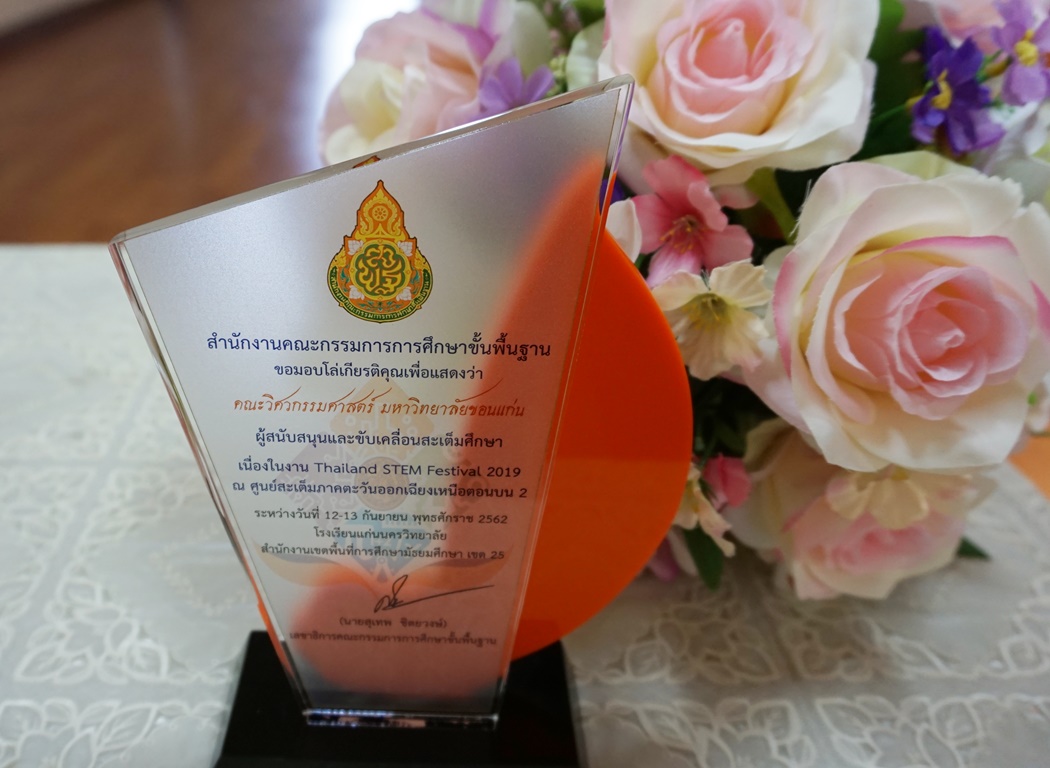 สำนักงานคณะกรรมการการศึกษาขั้นพื้นฐาน
ขอมอบโล่เกียรติคุณเพื่อแสดงว่า
คณะวิศวกรรมศาสตร์ มหาวิทยาลัยขอนแก่น
ผู้สนับสนุนและขับเคลื่อนสะเต็มศึกษา
เนื่องในงาน Thailand STEM Festival 2019
ณ ศูนย์สะเต็มภาคตะวันออกเฉียงเหนือตอนบน 2
ระหว่างวันที่ 12-13 กันยายน พุทธศักราช 2562
โรงเรียนแก่นนครวิทยาลัย
สำนักงานเขตพื้นที่การศึกษามัธยมศึกษา เขต 25
(นายสุเทพ ชิตยวงษ์)
เลขาธิการคณะกรรมการการศึกษาขั้นพื้นฐาน